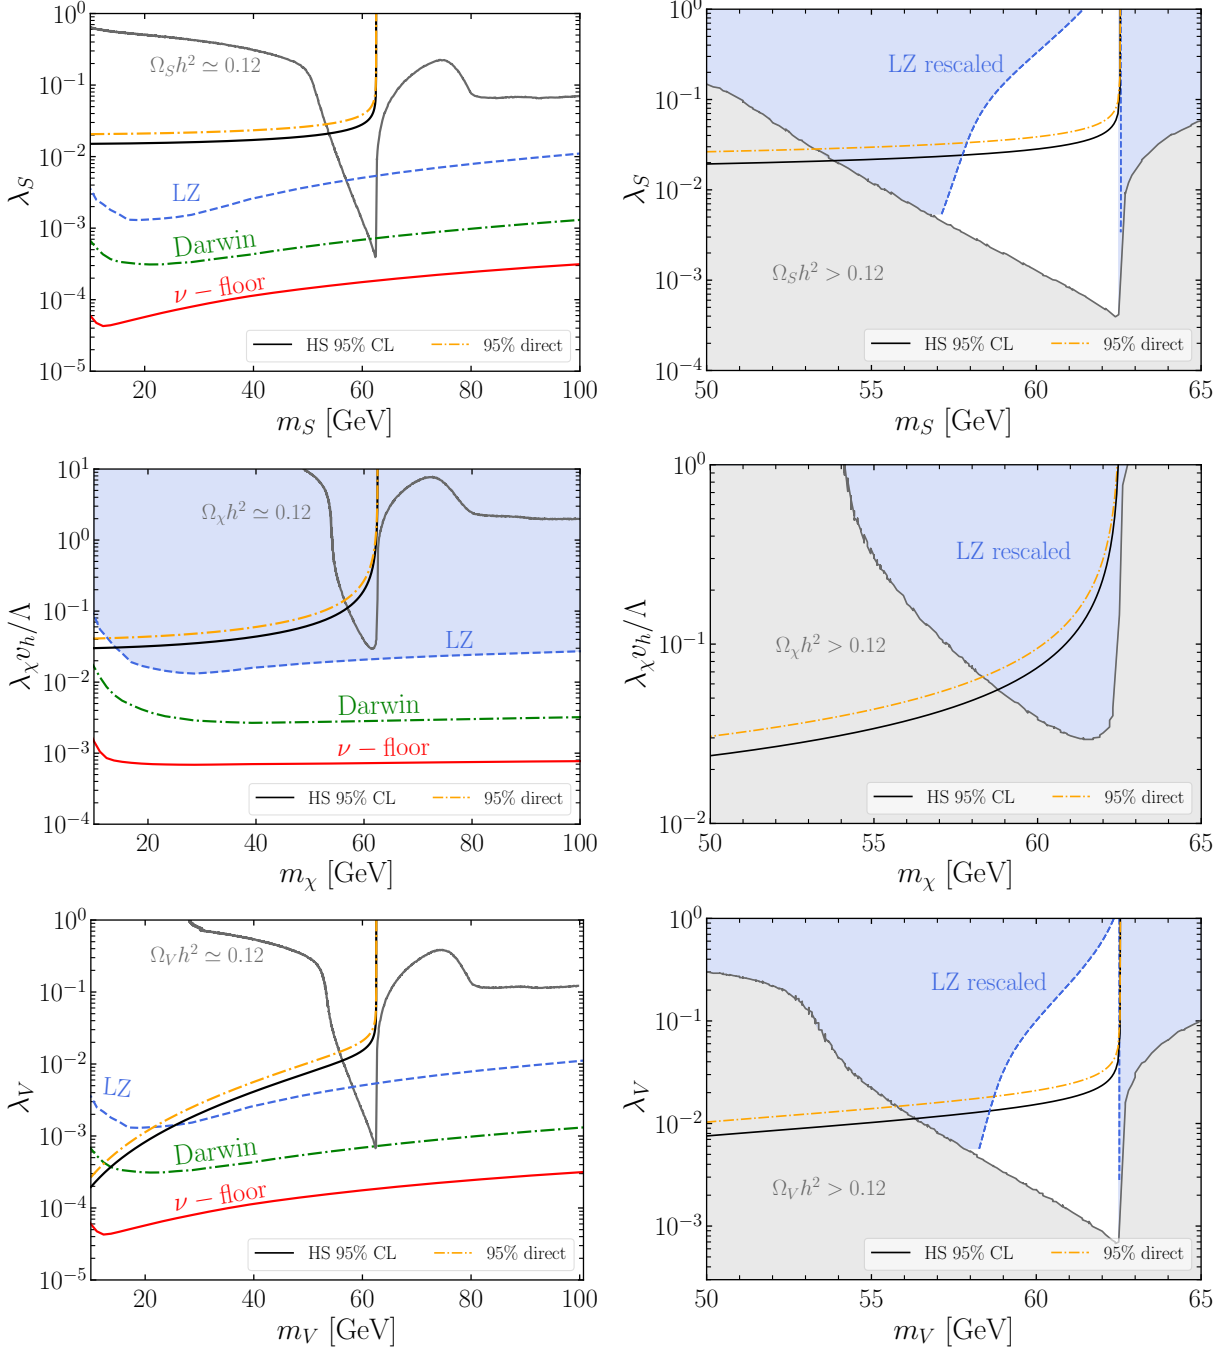 10^0
10^-1
10^-2
10^-3
10^-4
10^-5
λ_S
Ω_S h^2 ≃ 0.12
LZ
Darwin
ν − floor
HS 95% CL
95% direct
20
40
60
80
100
m_S [GeV]
10^0
10^-1
10^-2
10^-3
10^-4
λ_S
LZ rescaled
Ω_S h^2 > 0.12
HS 95% CL
95% direct
50
55
60
65
m_S [GeV]
10^1
10^0
10^-1
10^-2
10^-3
10^-4
λ_χ v_h/Λ
Ω_χ h^2 ≃ 0.12
LZ
Darwin
ν − floor
HS 95% CL
95% direct
20
40
60
80
100
m_χ [GeV]
10^0
10^-1
10^-2
λ_χ v_h/Λ
LZ rescaled
Ω_χ h^2 > 0.12
HS 95% CL
95% direct
50
55
60
65
m_χ [GeV]
10^0
10^-1
10^-2
10^-3
10^-4
10^-5
λ_V
Ω_V h^2 ≃ 0.12
LZ
Darwin
ν − floor
HS 95% CL
95% direct
20
40
60
80
100
m_V [GeV]
10^0
10^-1
10^-2
10^-3
λ_V
LZ rescaled
Ω_V h^2 > 0.12
HS 95% CL
95% direct
50
55
60
65
m_V [GeV]